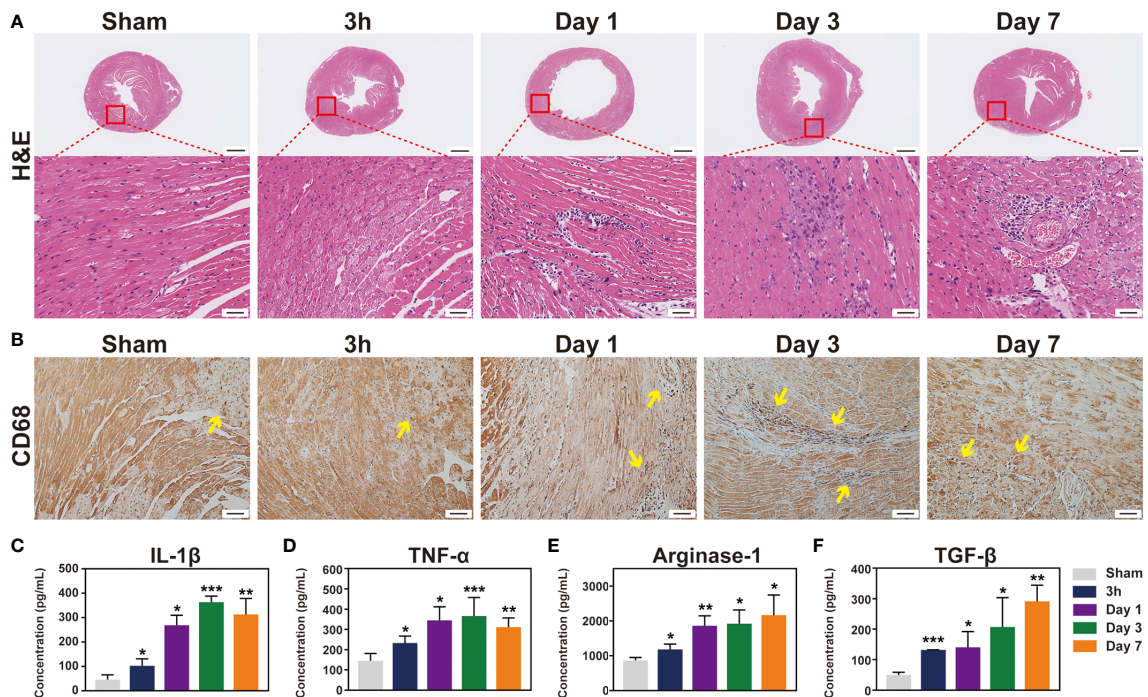 A
Sham
3h
Day 1
Day 3
Day 7
H&E
B
Sham
3h
Day 1
Day 3
Day 7
CD68
C
IL-1β
Concentration (pg/mL)
500
400
300
200
100
0
*
*
***
**
D
TNF-α
Concentration (pg/mL)
600
500
400
300
200
100
0
*
*
***
**
E
Arginase-1
Concentration (pg/mL)
3000
2000
1000
0
*
**
*
*
F
TGF-β
Concentration (pg/mL)
400
300
200
100
0
***
*
*
**
Sham
3h
Day 1
Day 3
Day 7